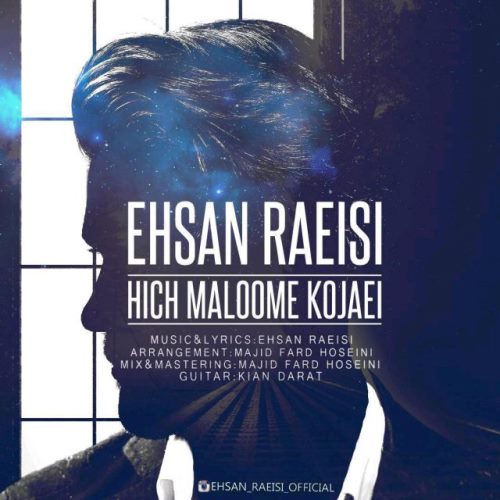 EHSAN RAEISI
HICH MALOOME KOJAEI
MUSIC&LYRICS:EHSAN RAEISI
ARRANGEMENT:MAJID FARD HOSEINI
MIX&MASTERING:MAJID FARD HOSEINI
GUITAR:KIAN DARAT
EHSAN_RAEISI_OFFICIAL